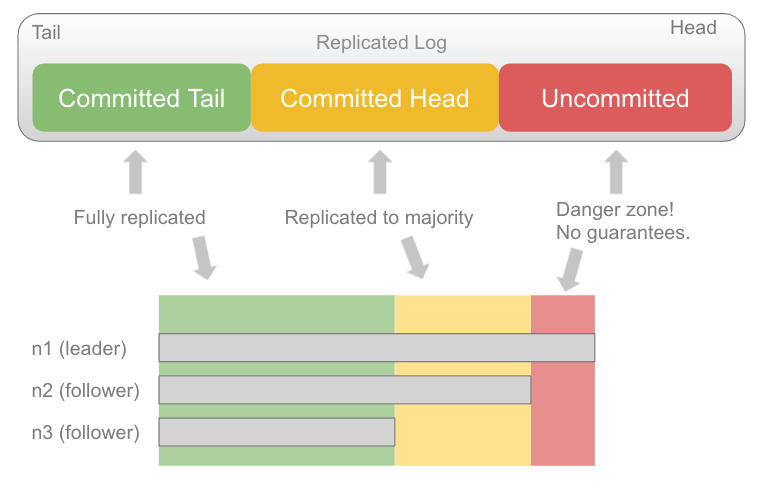 Tail
Head
Replicated Log
Committed Tail
Committed Head
Uncommitted
Fully replicated
Replicated to majority
Danger zone!
No guarantees.
n1 (leader)
n2 (follower)
n3 (follower)